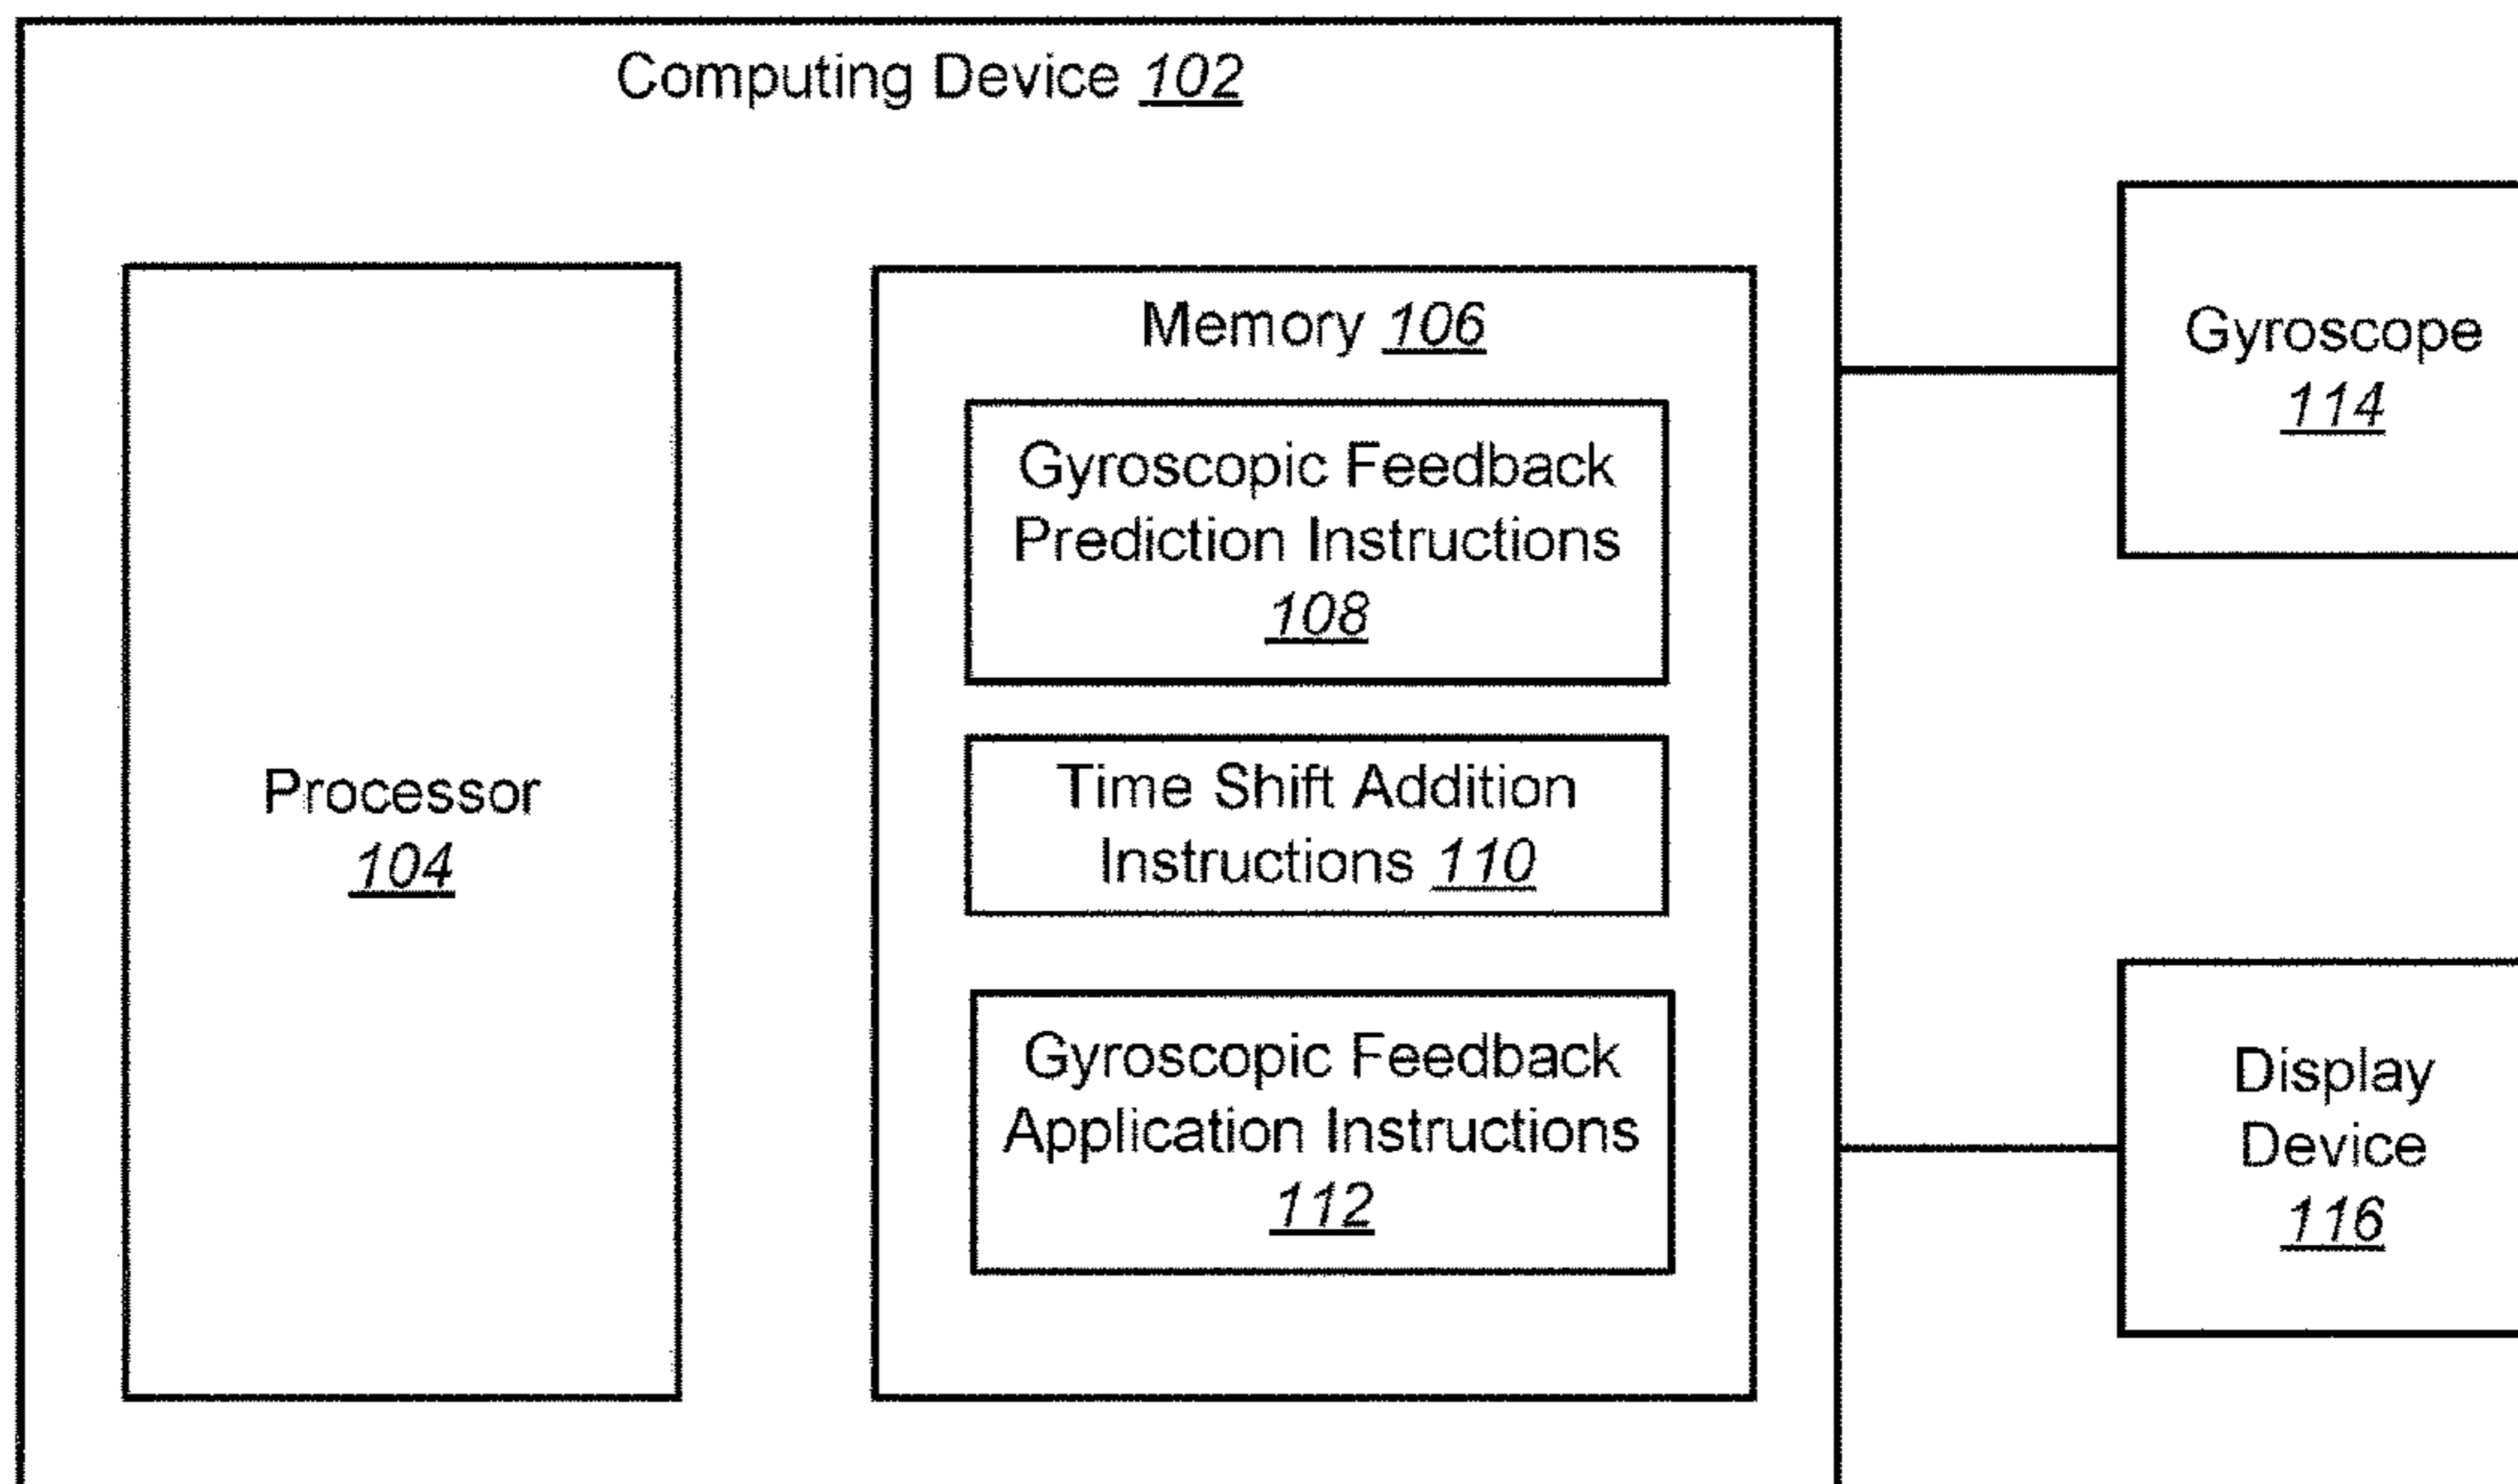 Computing Device 102
Processor
104
Memory 106
Gyroscopic Feedback
Prediction Instructions
108
Time Shift Addition
Instructions 110
Gyroscopic Feedback
Application Instructions
112
Gyroscope
114
Display
Device
116